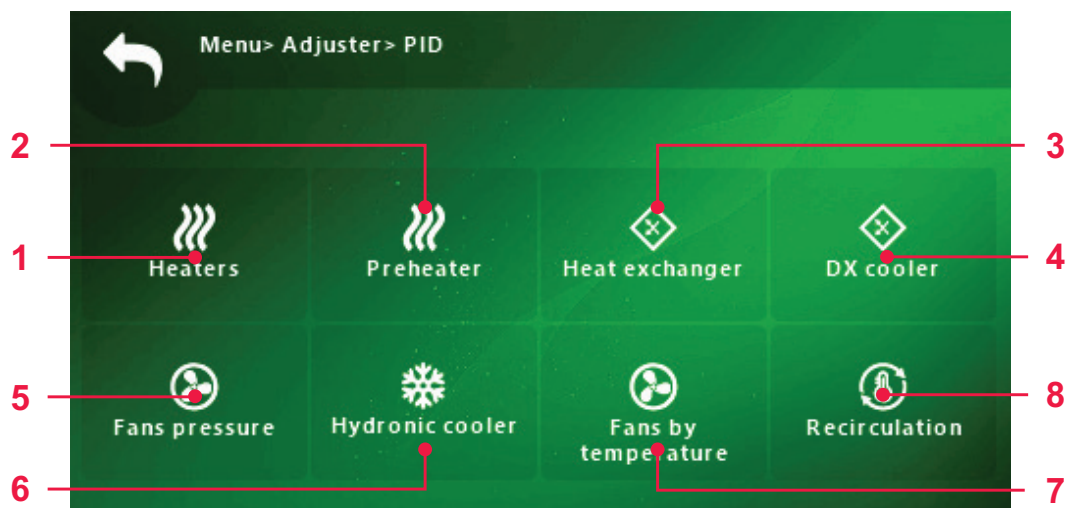 Menu> Adjuster> PID
2
3
1
Heaters
Preheater
Heat exchanger
DX cooler
4
5
Fans pressure
Hydronic cooler
Fans by
temperature
Recirculation
8
6
7